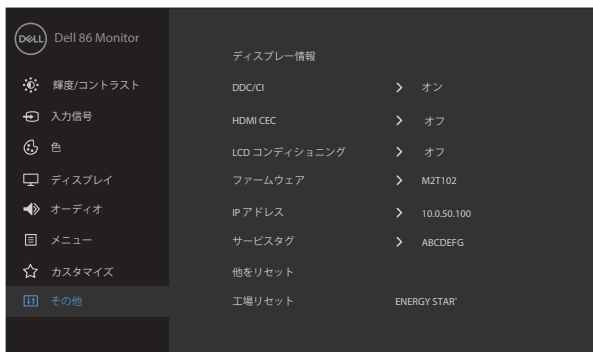 DELL
Dell 86 Monitor
輝度/コントラスト
入力信号
色
ディスプレイ
オーディオ
メニュー
カスタマイズ
その他
ディスプレー情報
DDC/CI > オン
HDMI CEC > オフ
LCD コンディショニング > オフ
ファームウェア > M2T102
IP アドレス > 10.0.50.100
サービスタグ > ABCDEFG
他をリセット
工場リセット ENERGY STAR®